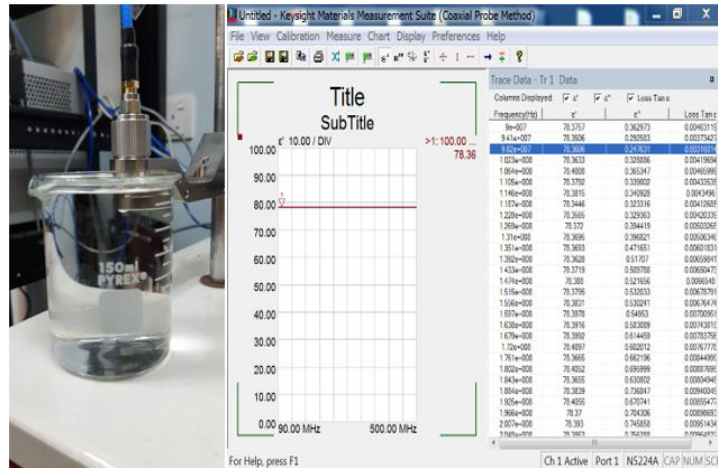 150ml
PYREX®
Untitled - Keysight Materials Measurement Suite (Coaxial Probe Method)
File View Calibration Measure Chart Display Preferences Help
Title
SubTitle
ε' 10.00 / DIV
>1: 100.00 ...
78.36
100.00
90.00
80.00
70.00
60.00
50.00
40.00
30.00
20.00
10.00
0.00
90.00 MHz 500.00 MHz
Trace Data - Tr 1 Data
Columns Displayed: ε' ε" Loss Tan ε
Frequency(Hz) ε' ε" Loss Tan ε
9e+007 78.3757 0.362973
9.41e+007 78.3506 0.292583
9.82e+007 78.3606 0.247631
1.023e+008 78.3633 0.328886
1.064e+008 78.4008 0.365347
1.105e+008 78.3792 0.339802
1.146e+008 78.3815 0.340928
1.187e+008 78.3446 0.323316
1.228e+008 78.3565 0.329363
1.269e+008 78.372 0.394419
1.31e+008 78.3695 0.396821
1.351e+008 78.3693 0.471651
1.392e+008 78.3628 0.51707
1.433e+008 78.3719 0.509788
1.474e+008 78.388 0.521656
1.515e+008 78.3795 0.532033
1.556e+008 78.3831 0.530241
1.597e+008 78.3978 0.54953
1.638e+008 78.3916 0.583089
1.679e+008 78.3992 0.614459
1.72e+008 78.4097 0.602012
1.761e+008 78.3665 0.662196
1.802e+008 78.4052 0.695999
1.843e+008 78.3655 0.630802
1.884e+008 78.3839 0.736847
1.925e+008 78.4055 0.670741
1.966e+008 78.37 0.704306
2.007e+008 78.393 0.745858
For Help, press F1
Ch 1 Active Port 1 N5224A CAP NUM